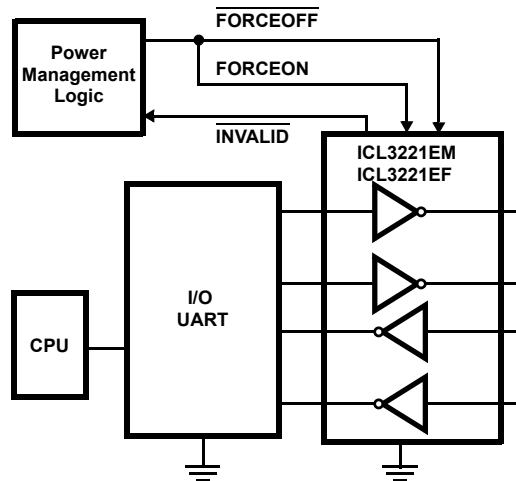 FORCEOFF
Power
Management
Logic
FORCEON
INVALID
ICL3221EM
ICL3221EF
I/O
UART
CPU